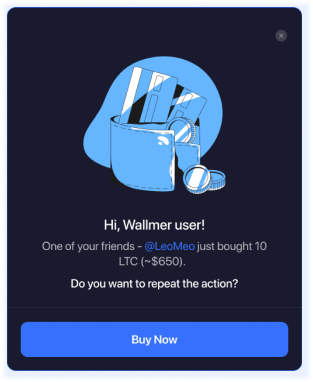 Hi, Wallmer user!
One of your friends - @LeoMeo just bought 10
LTC (~$650).
Do you want to repeat the action?
Buy Now